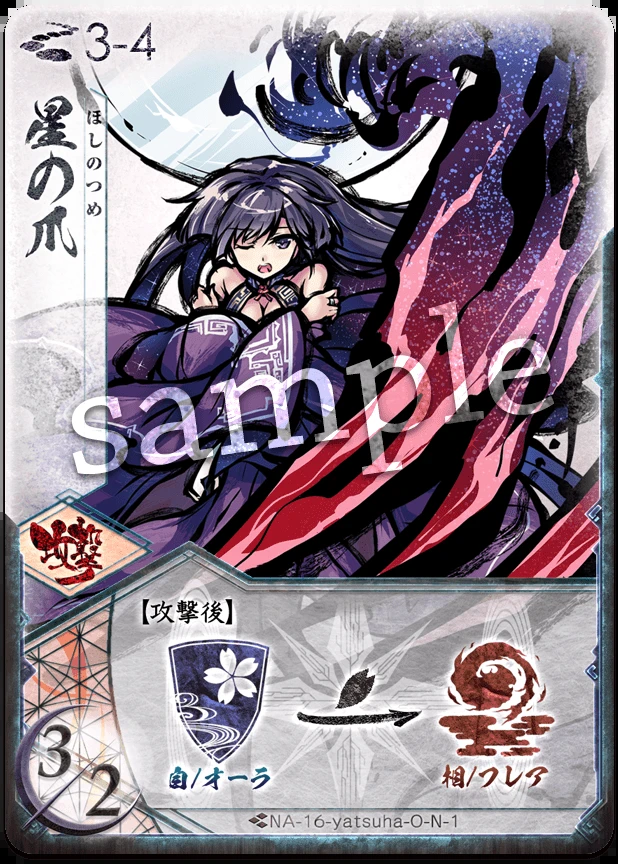 3-4
星の爪
ほしのつめ
sample
攻撃
【攻撃後】
自/オーラ
相/フレア
3/2
NA-16-yatsuha-O-N-1